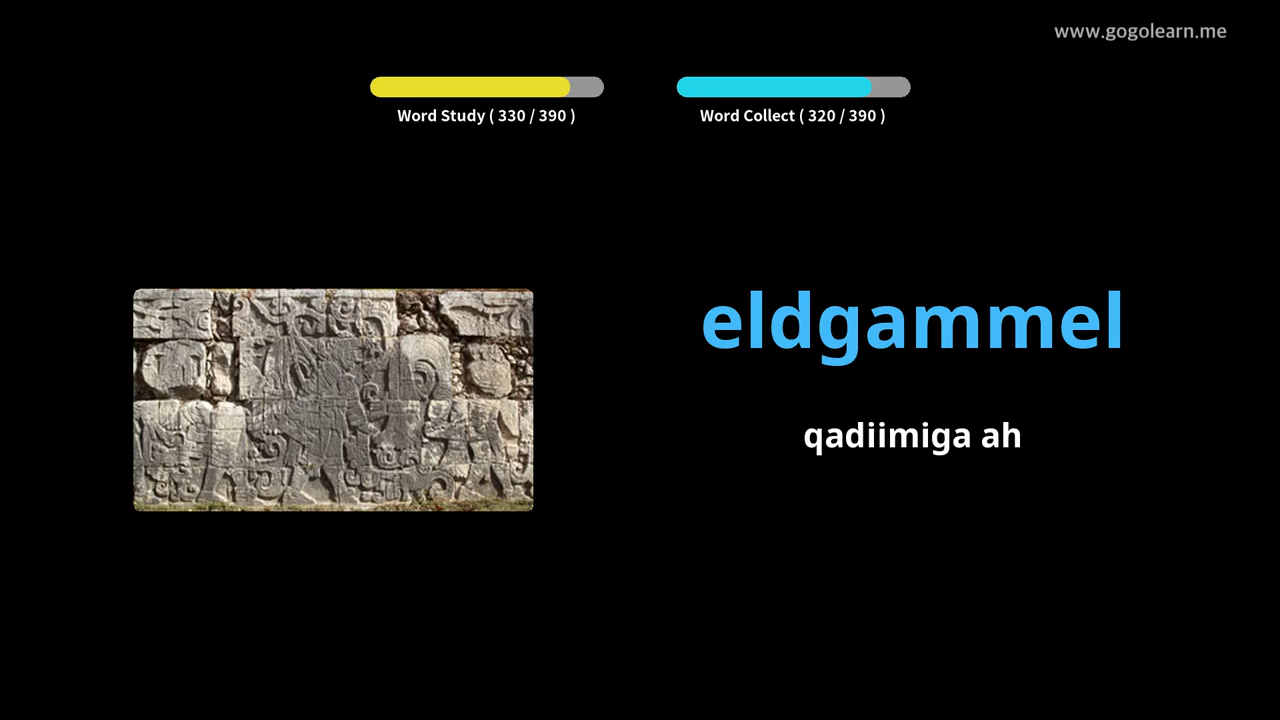 www.gogolearn.me
Word Study ( 330 / 390 )
Word Collect ( 320 / 390 )
eldgammel
qadiimiga ah